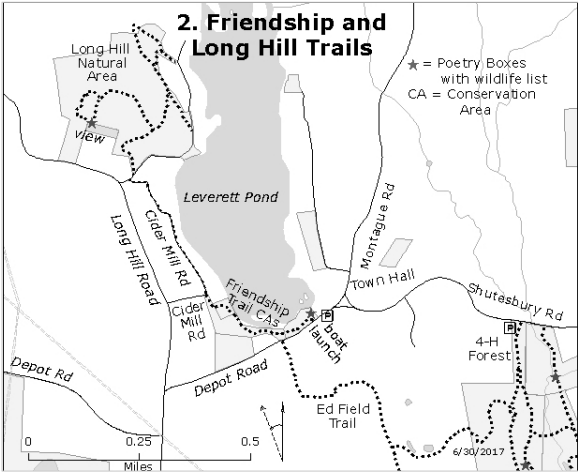 2. Friendship and
Long Hill Trails
Long Hill
Natural
Area
★ = Poetry Boxes
with wildlife list
CA = Conservation
Area
view
Leverett Pond
Montague Rd
Cider Mill Rd
Long Hill Road
Friendship
Trail CAs
Town Hall
Shutesbury Rd
Cider
Mill
Rd
P
boat
launch
P
4-H
Forest
Depot Rd
Depot Road
Ed Field
Trail
0
0.25
0.5
Miles
6/30/2017